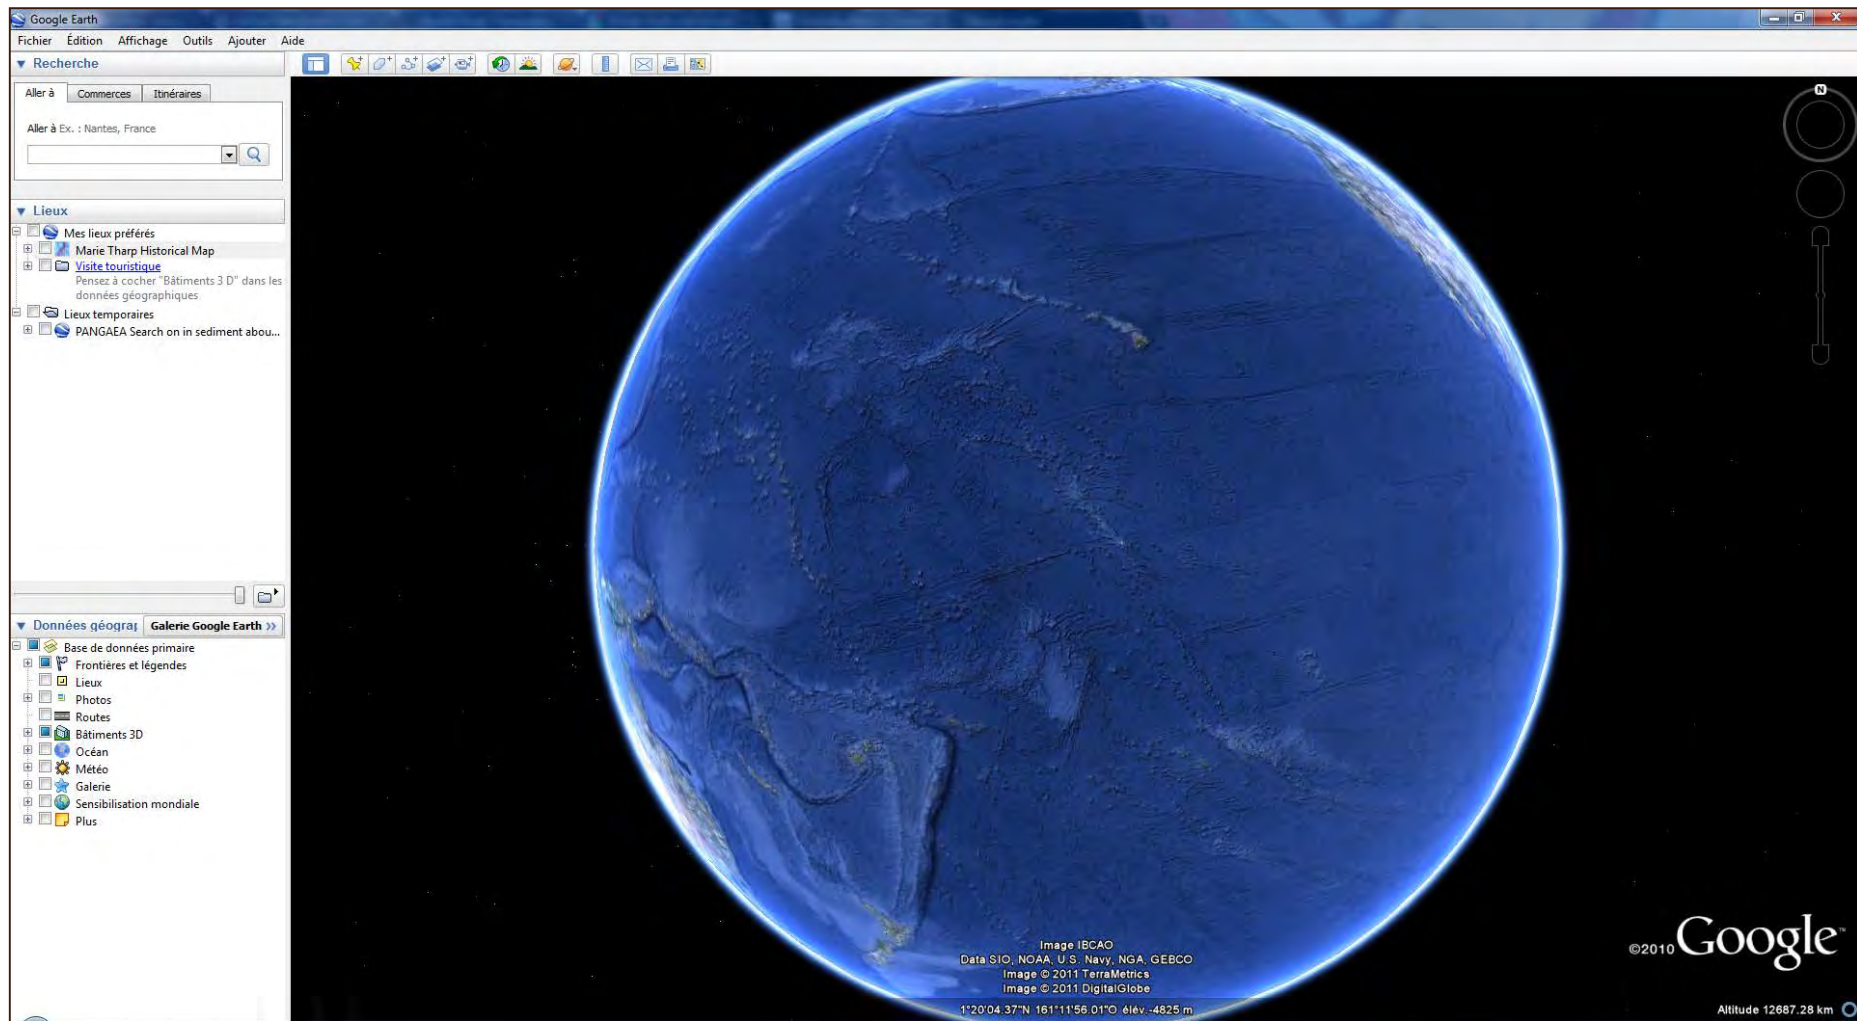 Google Earth
Fichier Édition Affichage Outils Ajouter Aide
Recherche
Aller à Commerces Itinéraires
Aller à Ex. : Nantes, France
Lieux
Mes lieux préférés
Marie Tharp Historical Map
Visite touristique
Pensez à cocher "Bâtiments 3 D" dans les
données géographiques
Lieux temporaires
PANGAEA Search on in sediment abou...
Données géograp Galerie Google Earth >>
Base de données primaire
Frontières et légendes
Lieux
Photos
Routes
Bâtiments 3D
Océan
Météo
Galerie
Sensibilisation mondiale
Plus
N
Image IBCAO
Data SIO, NOAA, U.S. Navy, NGA, GEBCO
Image © 2011 TerraMetrics
Image © 2011 DigitalGlobe
©2010 Google™
1°20'04.37"N 161°11'56.01"O élév.-4825 m
Altitude 12687.28 km